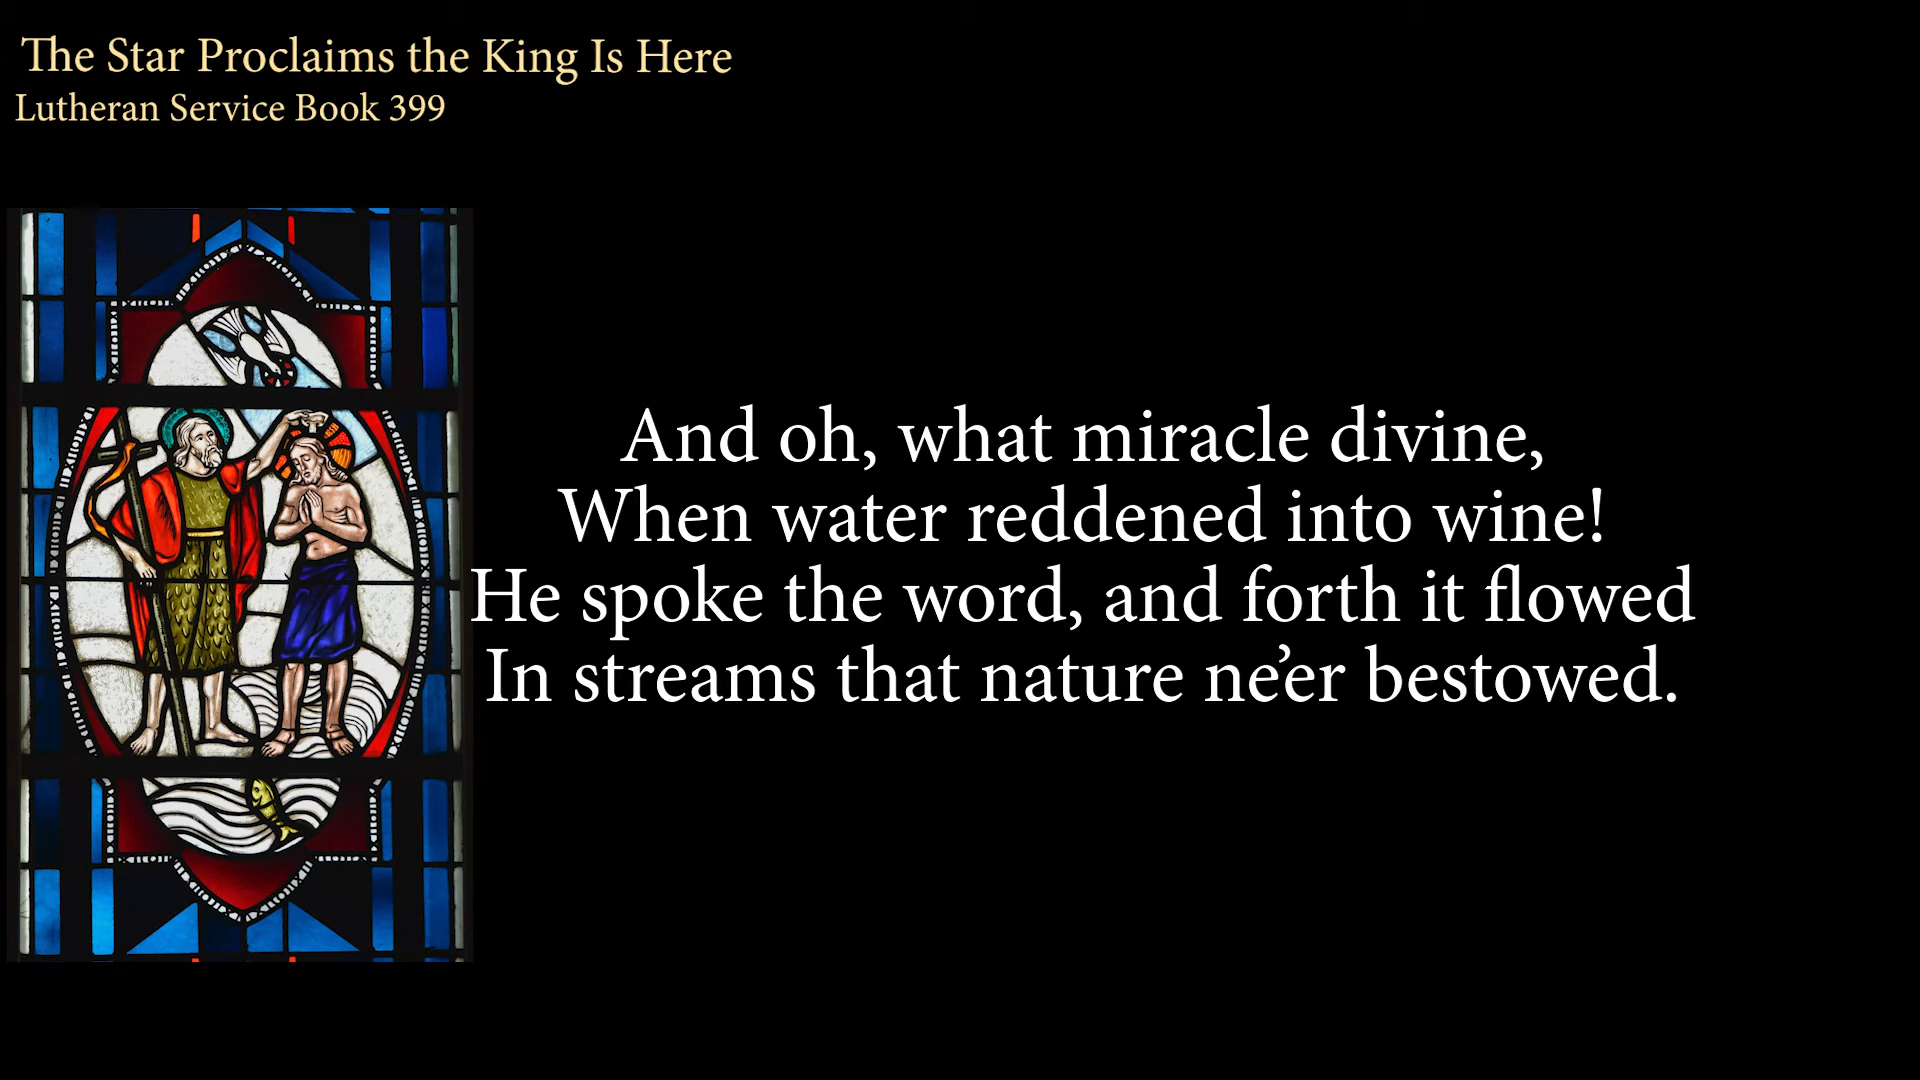 The Star Proclaims the King Is Here
Lutheran Service Book 399
And oh, what miracle divine,
When water reddened into wine!
He spoke the word, and forth it flowed
In streams that nature ne’er bestowed.